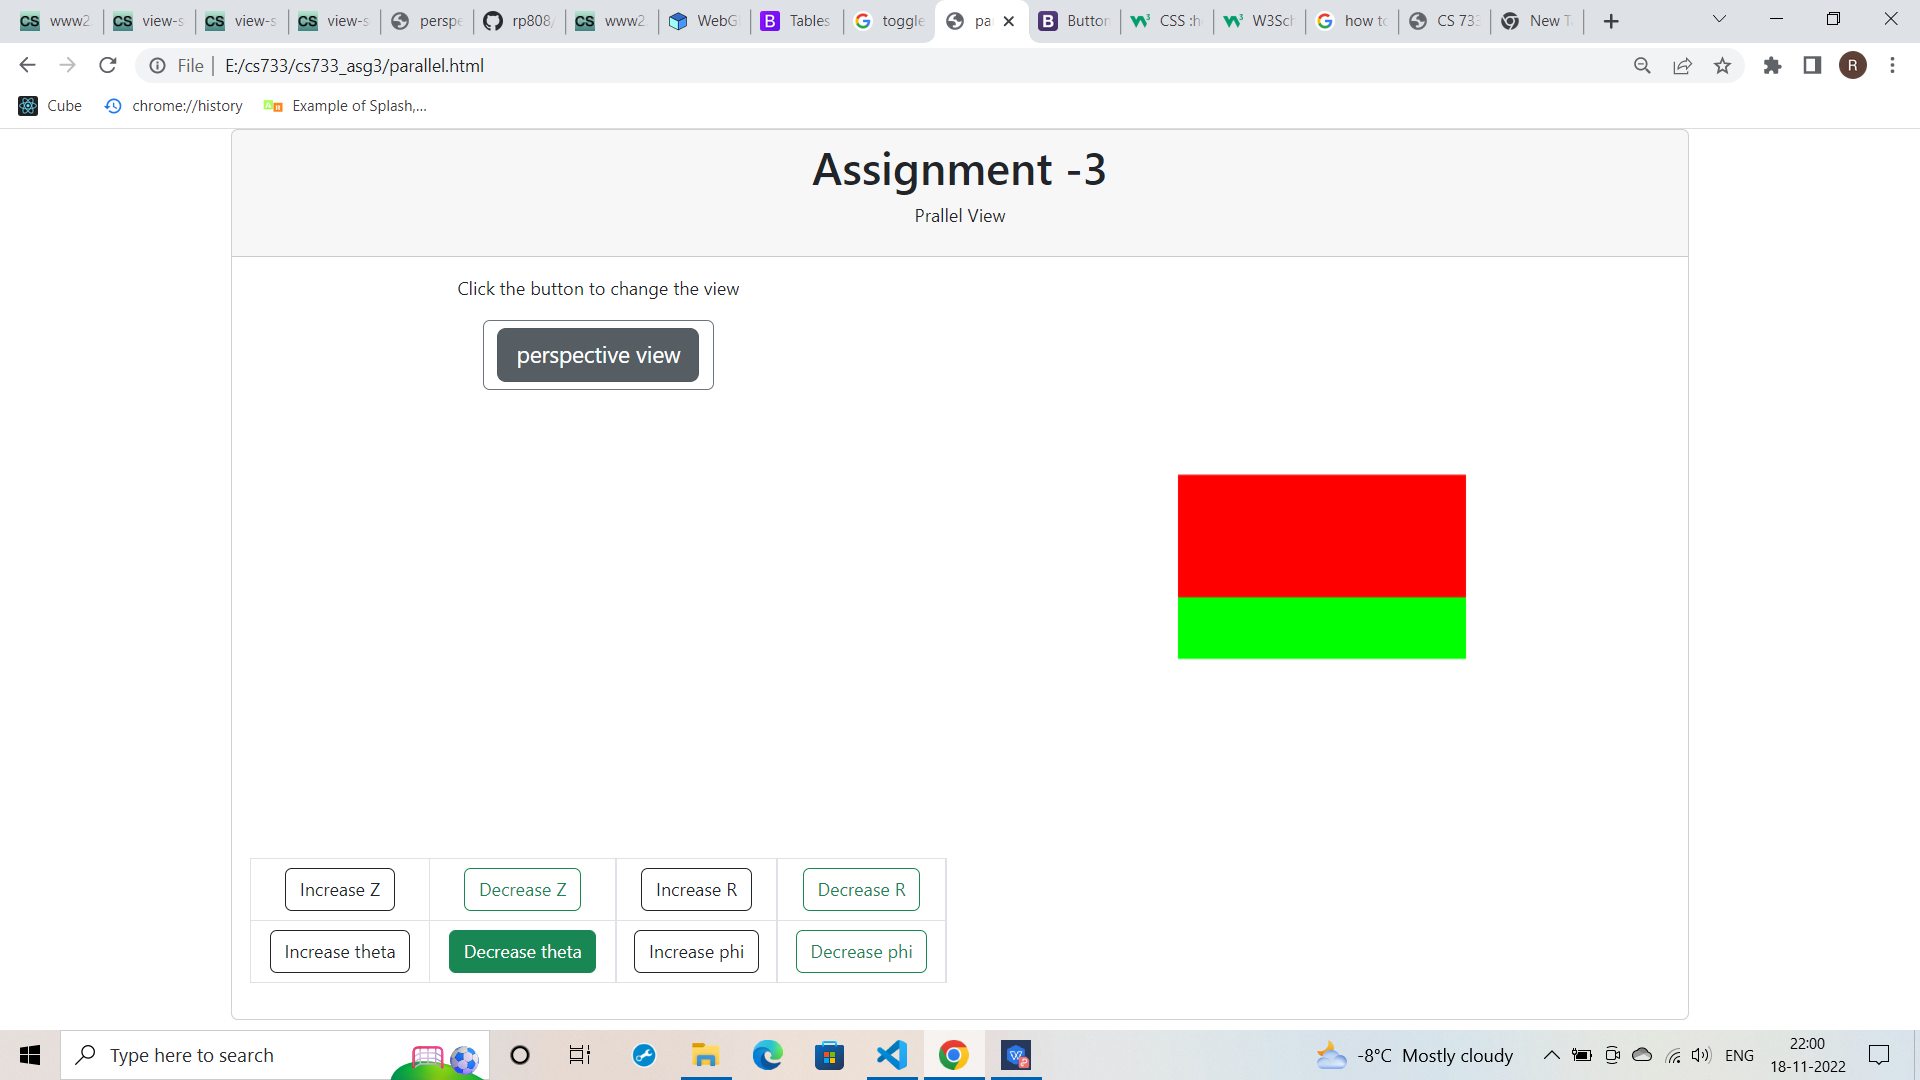 www2. view-s view-s view-s perspe rp808/ www2. WebG Tables toggle pa Button CSS :h W3Sch how to CS 733 New Ta
File E:/cs733/cs733_asg3/parallel.html R
Cube chrome://history Example of Splash,...
Assignment -3
Prallel View
Click the button to change the view
perspective view
Increase Z Decrease Z Increase R Decrease R
Increase theta Decrease theta Increase phi Decrease phi
Type here to search -8°C Mostly cloudy ENG 22:00
18-11-2022